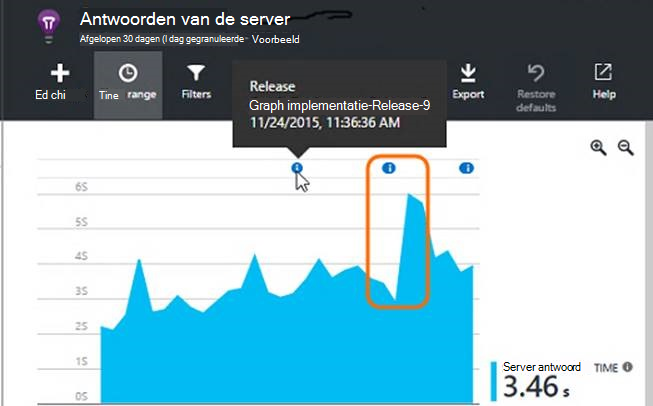 Antwoorden van de server
Afgelopen 30 dagen (I dag gegranuleerde - Voorbeeld
Ed chi
Tine range
Filters
Export
Restore defaults
Help
Release
Graph implementatie-Release-9
11/24/2015, 11:36:36 AM
6S
5S
4S
3S
2S
1S
0S
Server antwoord TIME
3.46 s